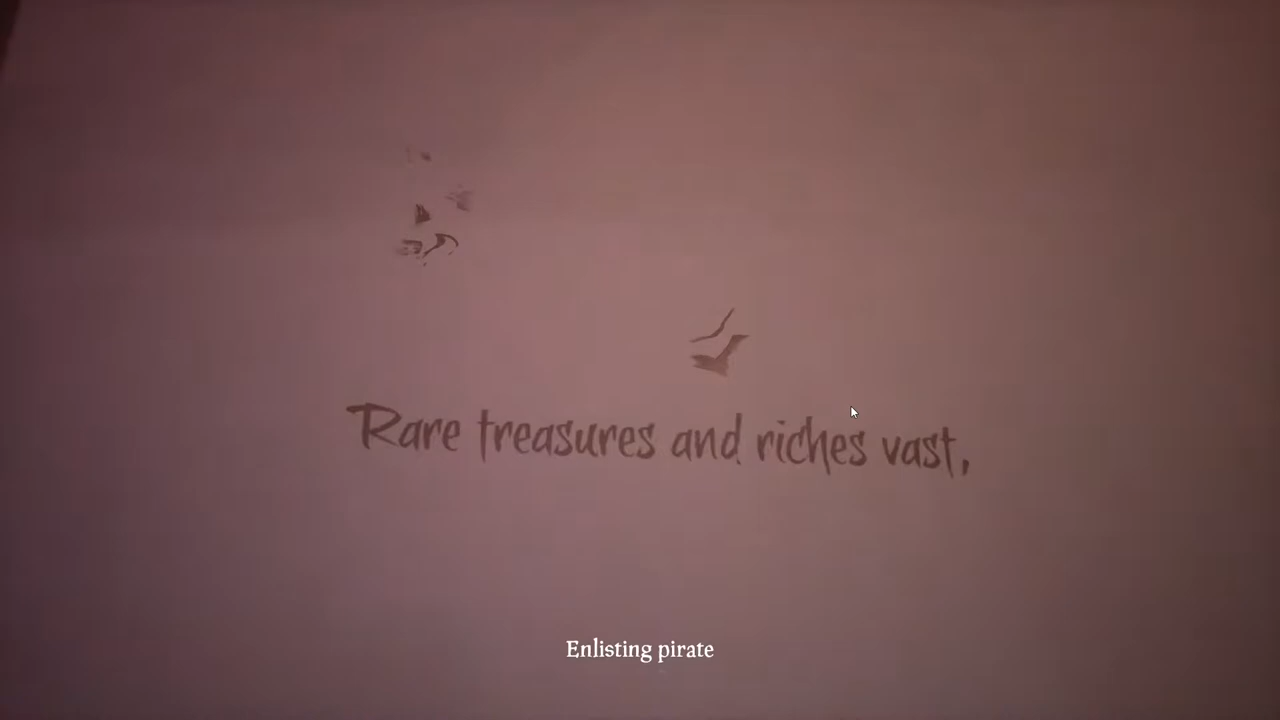 Rare treasures and riches vast,
Enlisting pirate